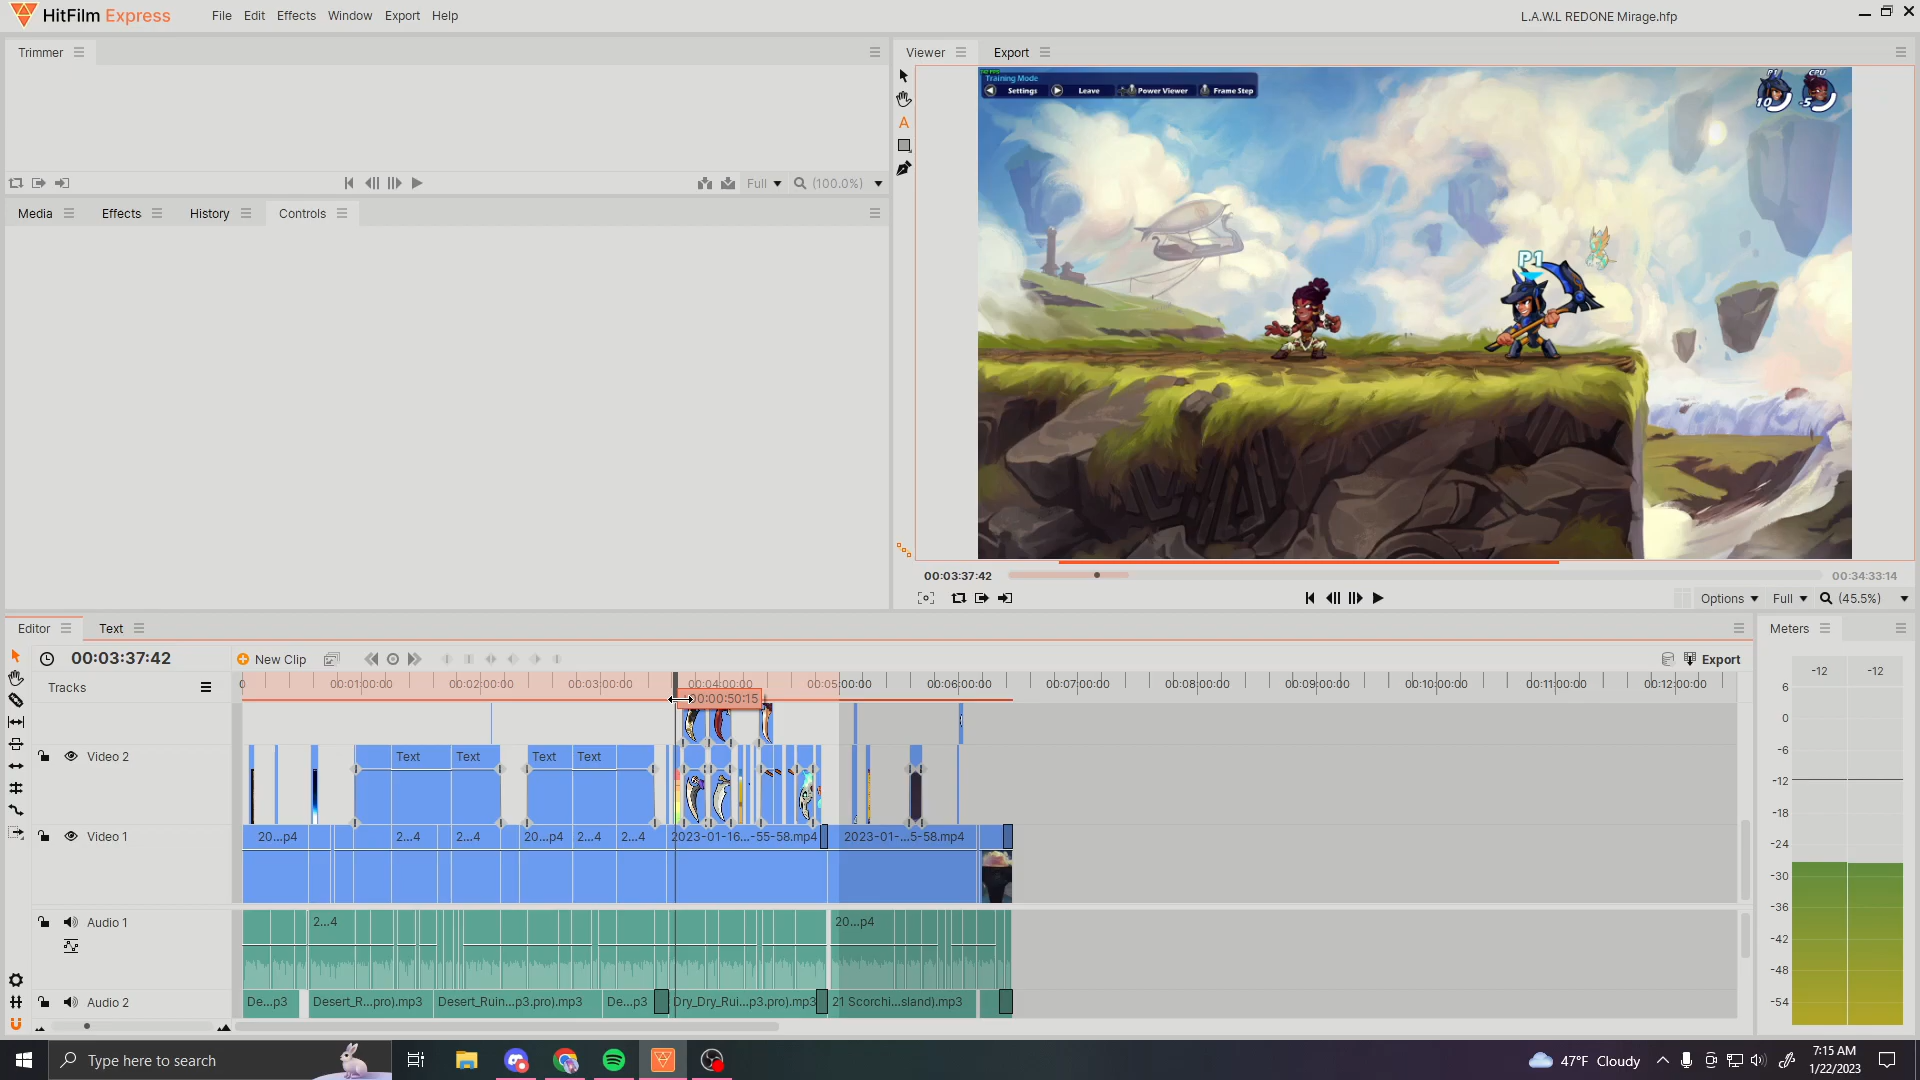 HitFilm Express
File Edit Effects Window Export Help
L.A.W.L REDONE Mirage.hfp
Trimmer
Full (100.0%)
Media Effects History Controls
Viewer Export
Training Mode
Settings Leave Power Viewer Frame Step
P1 CPU
10 -5
P1
00:03:37:42 00:34:33:14
Options Full (45.5%)
Editor Text
00:03:37:42 New Clip Export
Tracks
0 00:01:00:00 00:02:00:00 00:03:00:00 00:04:00:00 00:05:00:00 00:06:00:00 00:07:00:00 00:08:00:00 00:09:00:00 00:10:00:00 00:11:00:00 00:12:00:00
00:00:50:15
Video 2 Text Text Text Text
Video 1 20...p4 2...4 2...4 20...p4 2...4 2...4 2023-01-16...-55-58.mp4 2023-01-...5-58.mp4
Audio 1 2...4 20...p4
Audio 2 De...p3 Desert_R...pro).mp3 Desert_Ruin...p3.pro).mp3 De...p3 Dry_Dry_Rui...p3.pro).mp3 21 Scorchi...sland).mp3
Meters
-12 -12
6
0
-6
-12
-18
-24
-30
-36
-42
-48
-54
Type here to search
47°F Cloudy
7:15 AM
1/22/2023